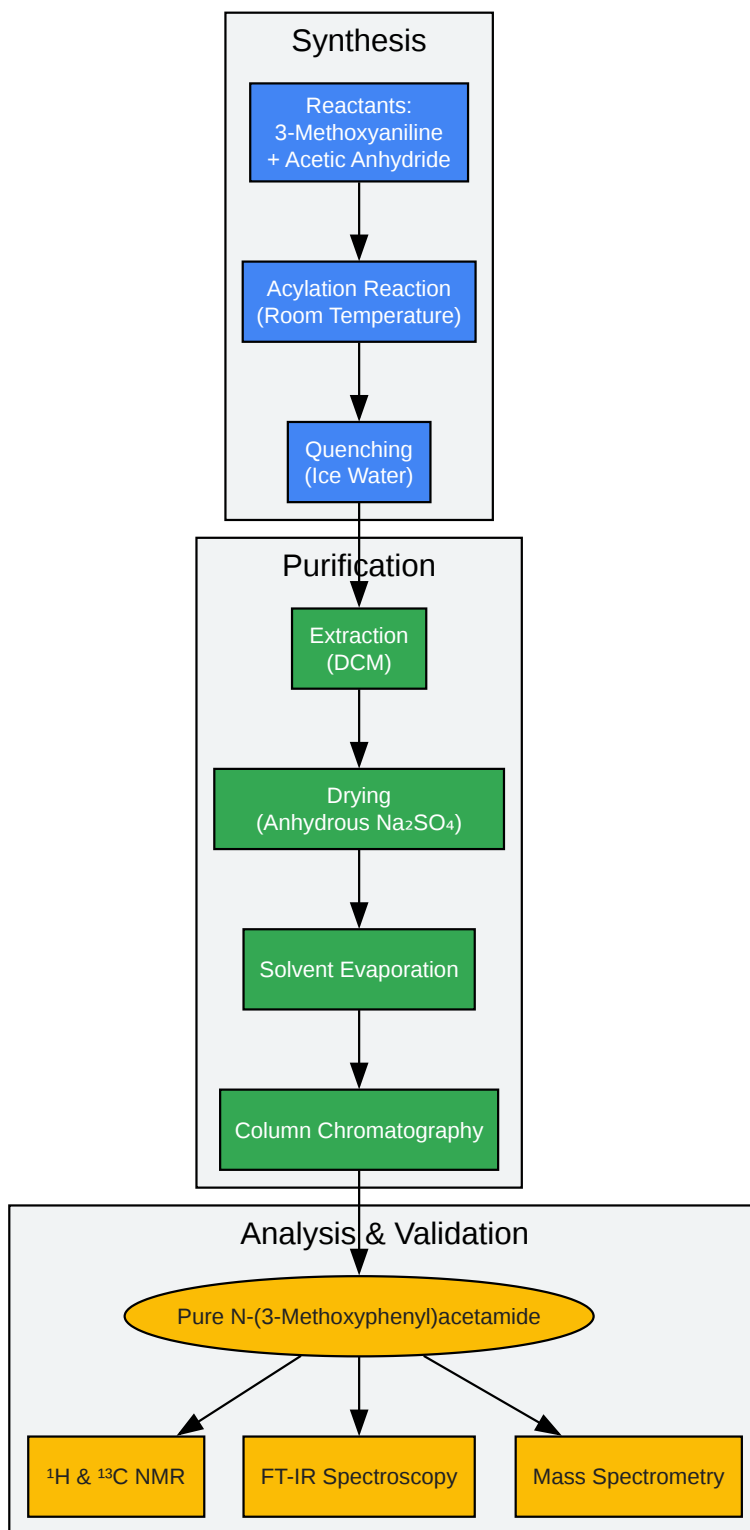 Synthesis
Reactants:
3-Methoxyaniline
+ Acetic Anhydride
Acylation Reaction
(Room Temperature)
Quenching
(Ice Water)
Purification
Extraction
(DCM)
Drying
(Anhydrous Na₂SO₄)
Solvent Evaporation
Column Chromatography
Analysis & Validation
Pure N-(3-Methoxyphenyl)acetamide
¹H & ¹³C NMR
FT-IR Spectroscopy
Mass Spectrometry